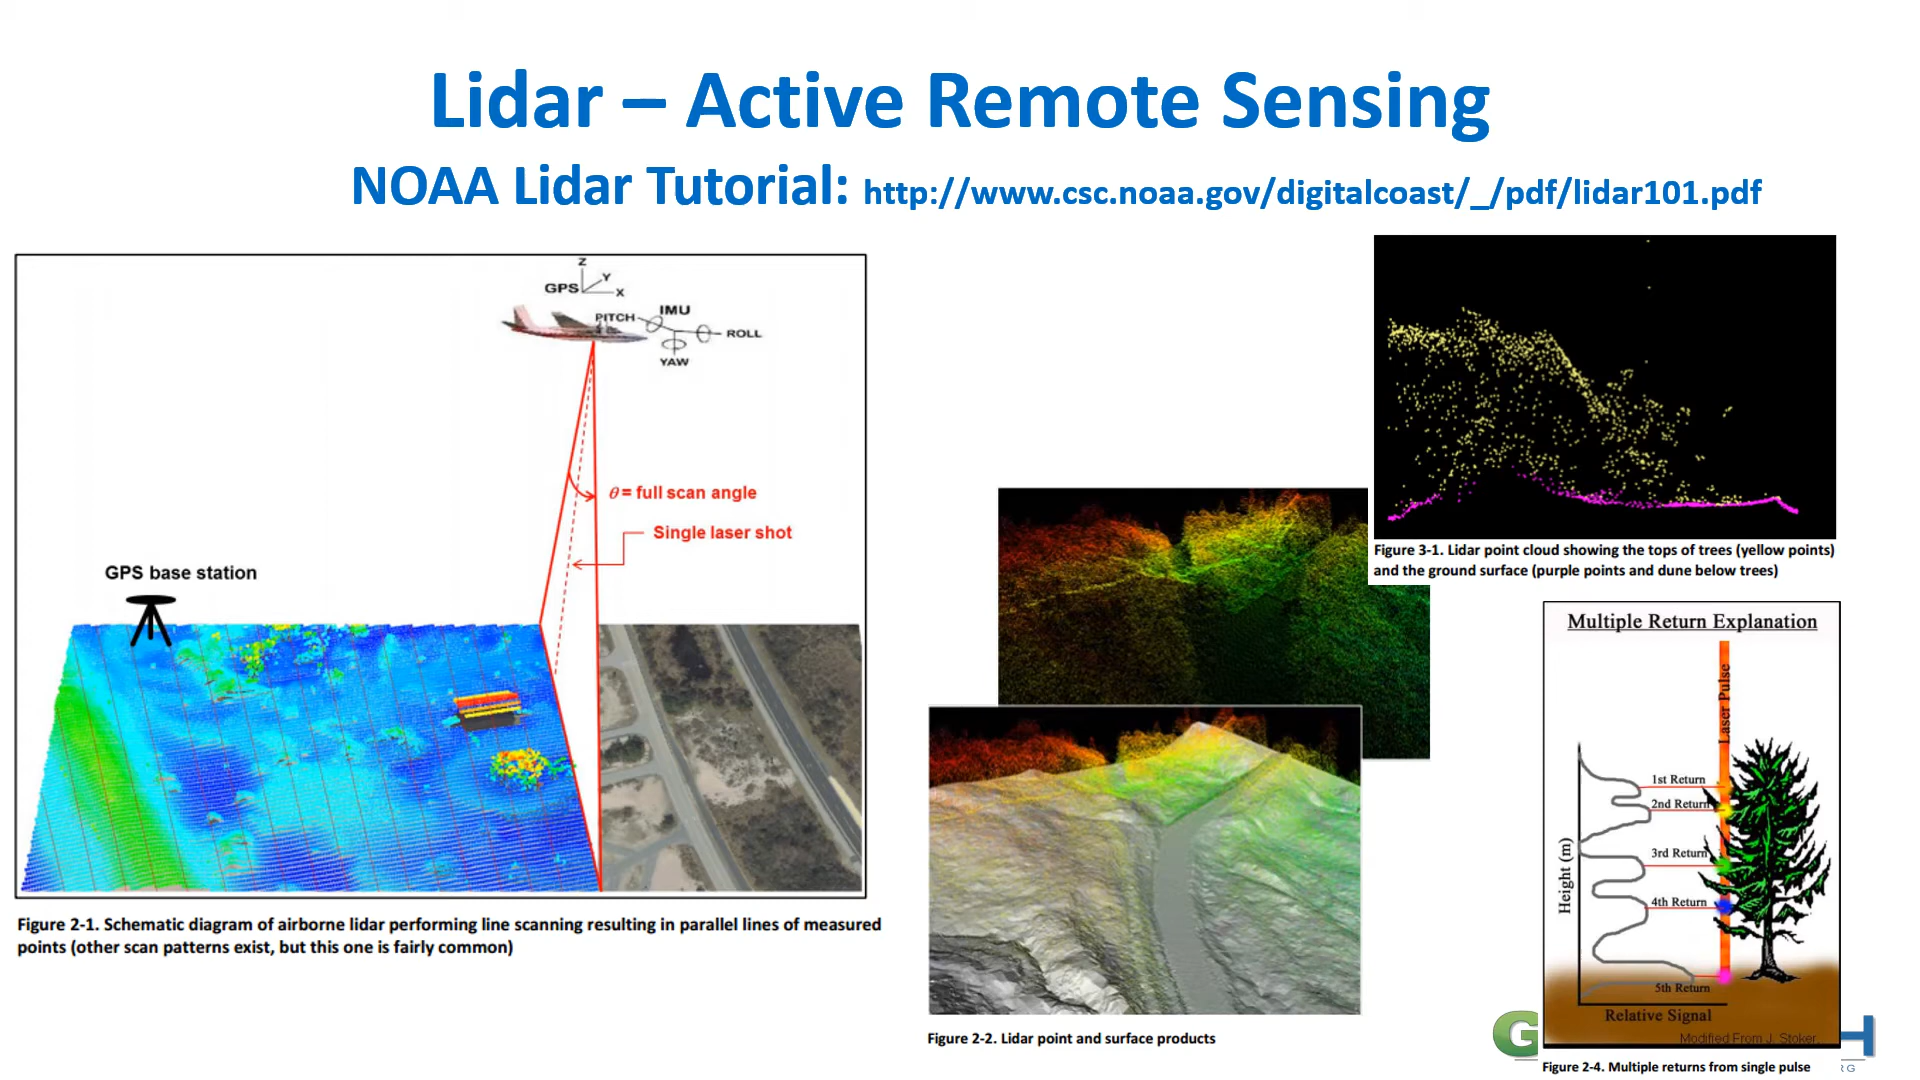 Lidar – Active Remote Sensing
NOAA Lidar Tutorial: http://www.csc.noaa.gov/digitalcoast/_/pdf/lidar101.pdf
Z
Y
GPS
X
IMU
PITCH
ROLL
YAW
θ = full scan angle
Single laser shot
GPS base station
Figure 2-1. Schematic diagram of airborne lidar performing line scanning resulting in parallel lines of measured
points (other scan patterns exist, but this one is fairly common)
Figure 2-2. Lidar point and surface products
Figure 3-1. Lidar point cloud showing the tops of trees (yellow points)
and the ground surface (purple points and dune below trees)
Multiple Return Explanation
Laser Pulse
1st Return
2nd Return
3rd Return
4th Return
5th Return
Height (m)
Relative Signal
Modified From J. Stoker.
G H
R G
Figure 2-4. Multiple returns from single pulse